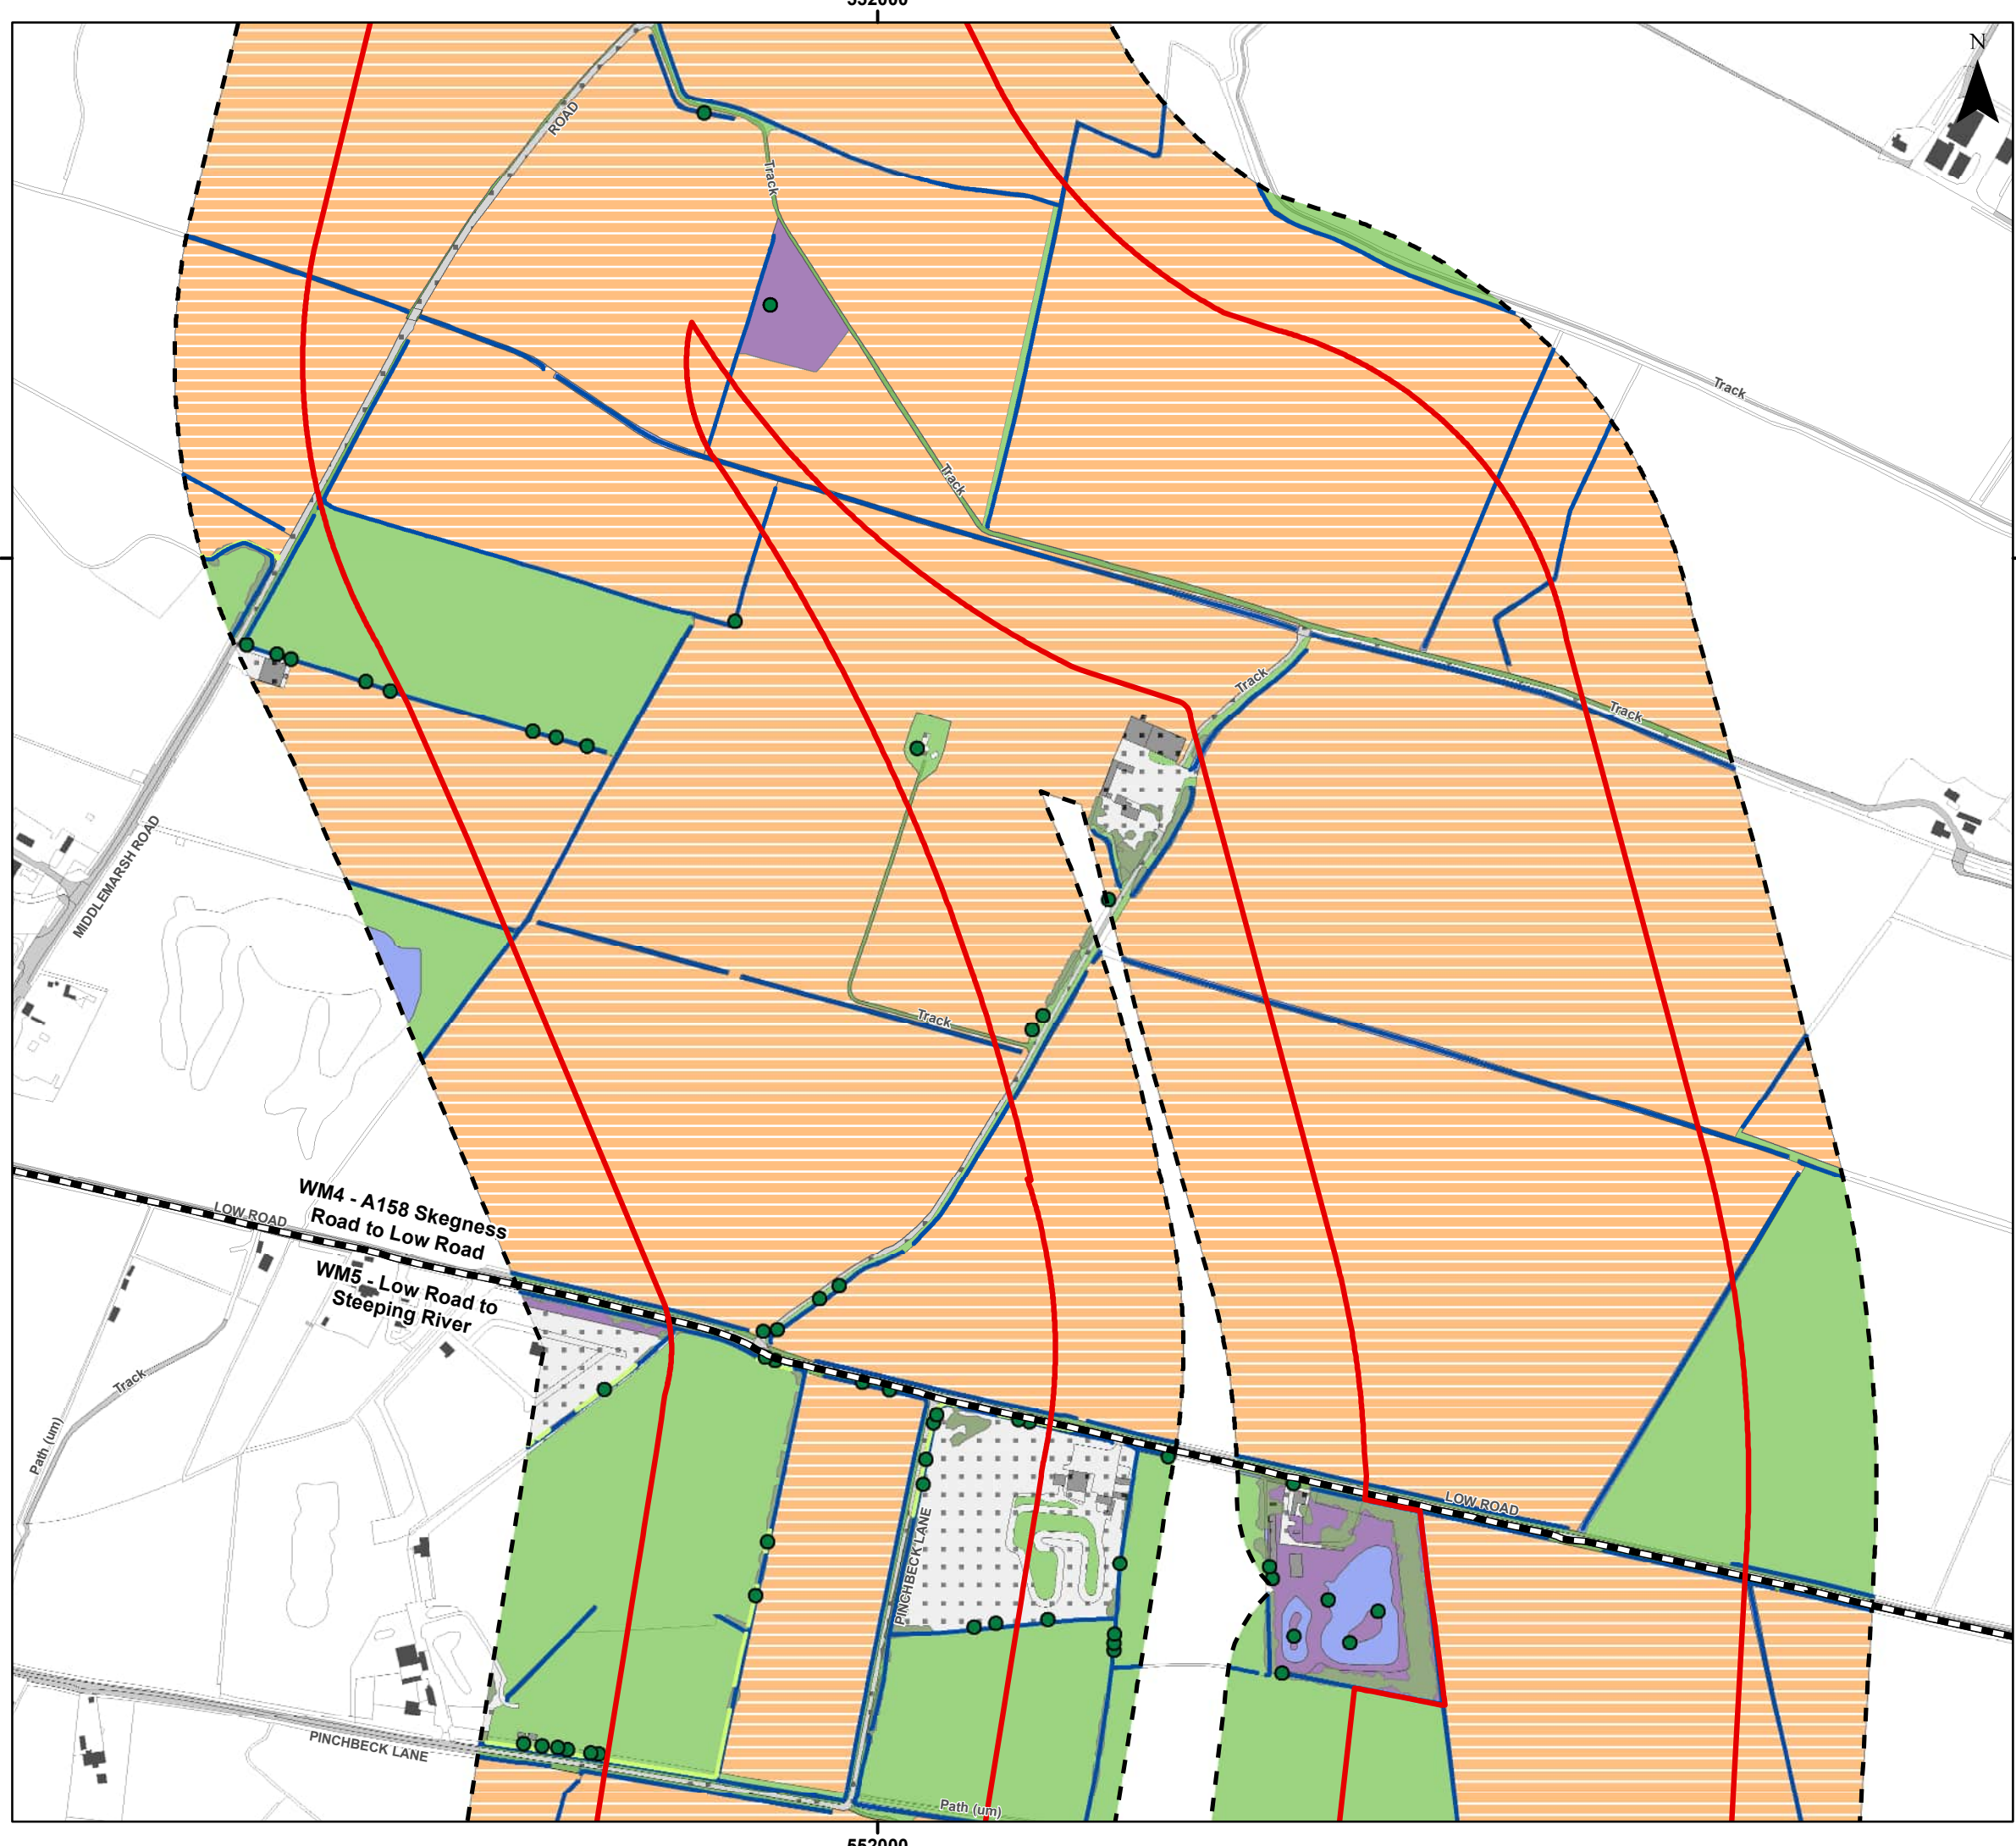 552000
N
ROAD
Track
Track
Track
Track
Track
MIDDLEMARSH ROAD
Track
WM4 - A158 Skegness
Road to Low Road
LOW ROAD
WM5 - Low Road to
Steeping River
Track
Path (um)
LOW ROAD
PINCHBECK LANE
PINCHBECK LANE
Path (um)
552000